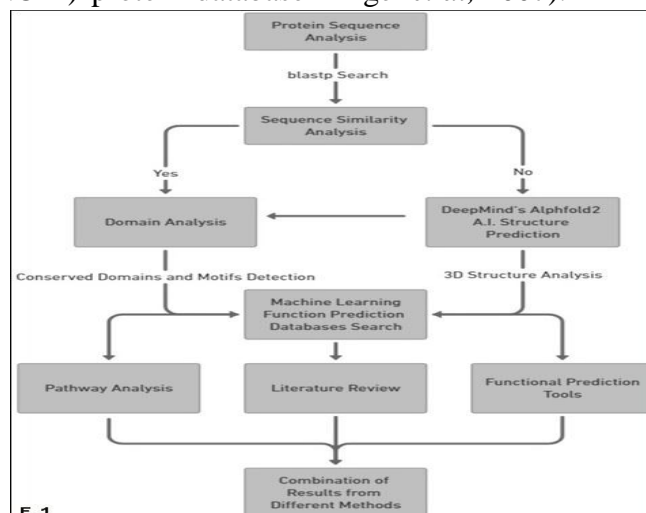 protein database
Protein Sequence
Analysis
blastp Search
Sequence Similarity
Analysis
Yes
No
Domain Analysis
DeepMind's Alphfold2
A.I. Structure
Prediction
Conserved Domains and Motifs Detection
3D Structure Analysis
Machine Learning
Function Prediction
Databases Search
Pathway Analysis
Literature Review
Functional Prediction
Tools
Combination of
Results from
Different Methods